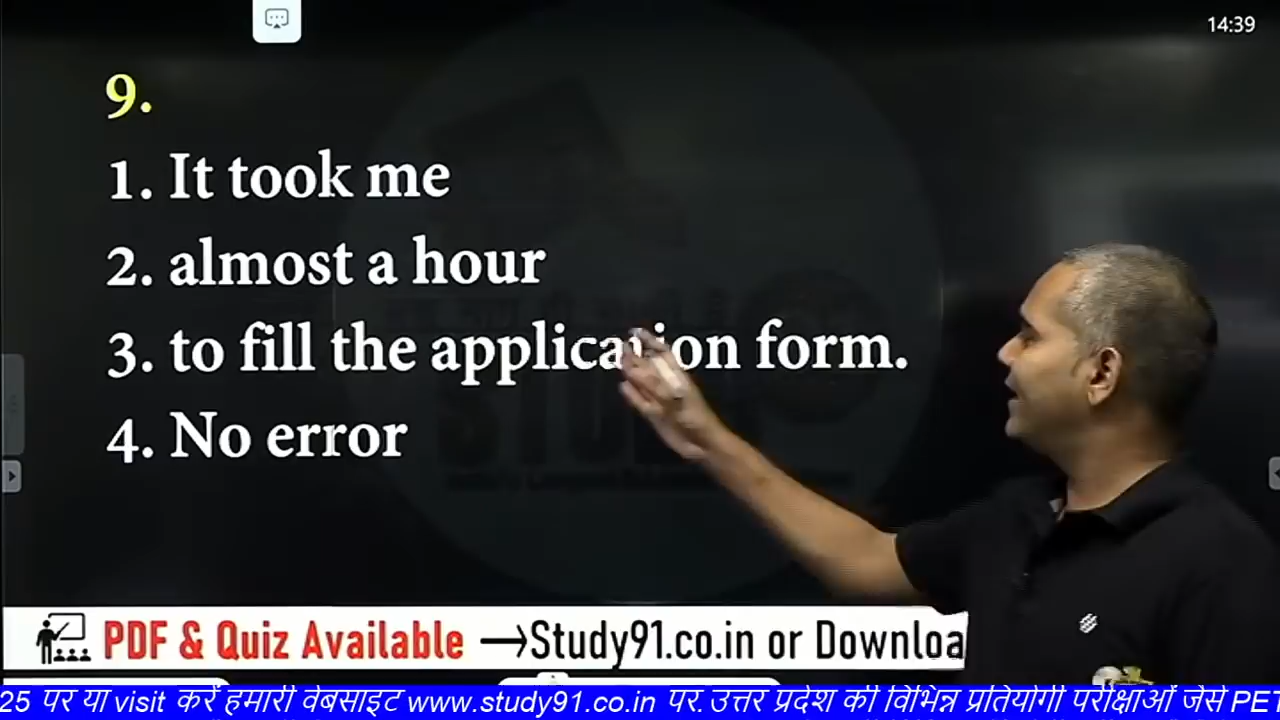 14:39
9.
1. It took me
2. almost a hour
3. to fill the application form.
4. No error
PDF & Quiz Available →Study91.co.in or Downloa
25 पर या visit करें हमारी वेबसाइट www.study91.co.in पर. उत्तर प्रदेश की विभिन्न प्रतियोगी परीक्षाओं जैसे PET